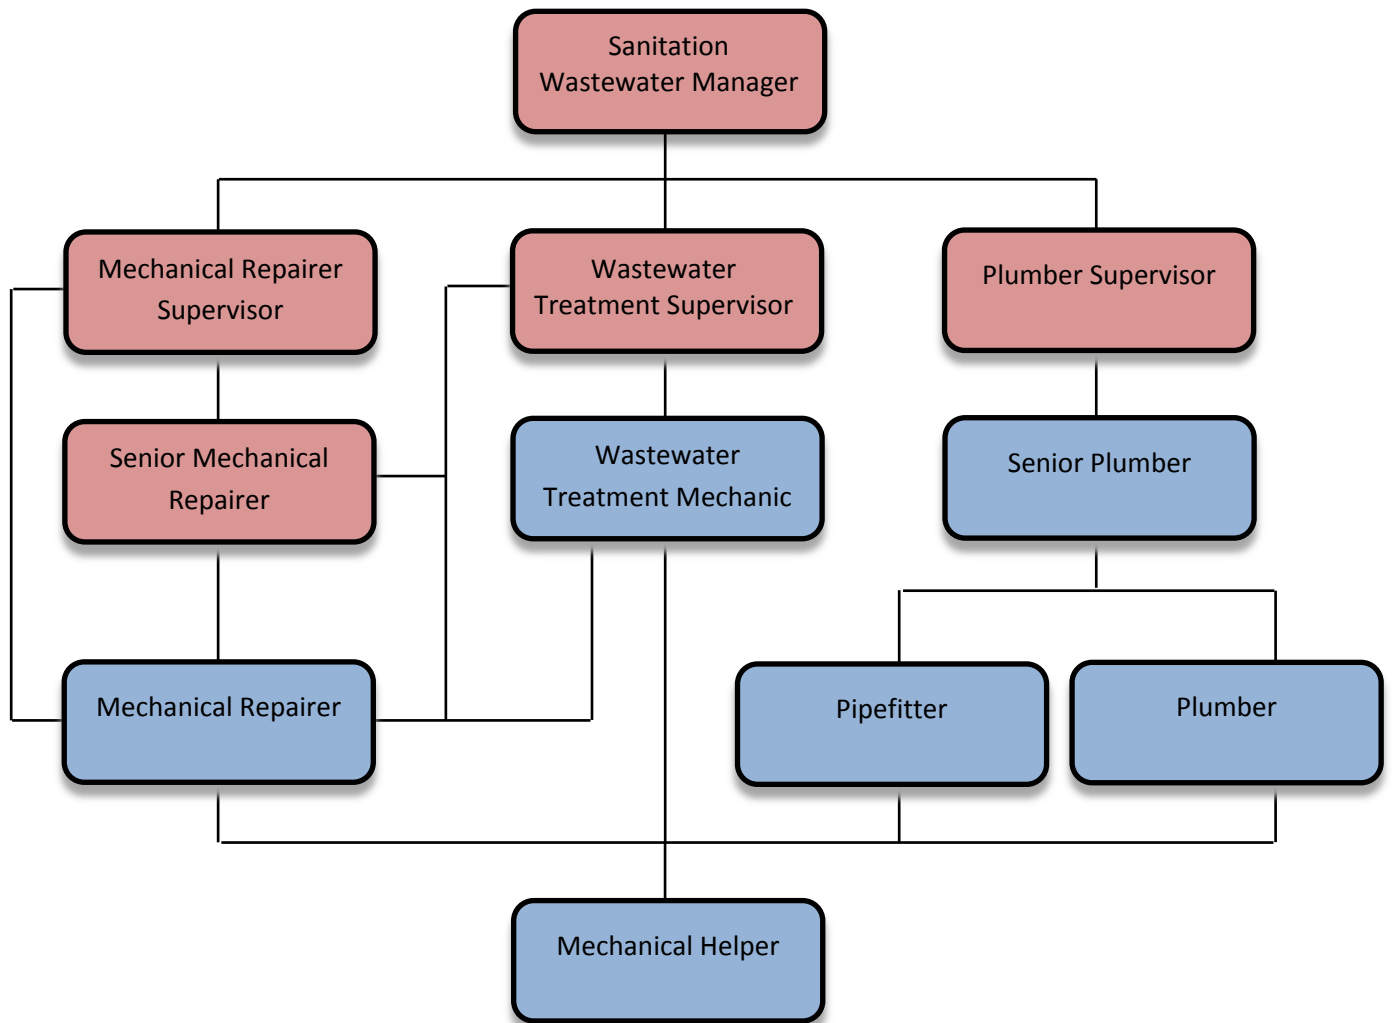 Sanitation
Wastewater Manager
Mechanical Repairer
Supervisor
Wastewater
Treatment Supervisor
Plumber Supervisor
Senior Mechanical
Repairer
Wastewater
Treatment Mechanic
Senior Plumber
Mechanical Repairer
Pipefitter
Plumber
Mechanical Helper